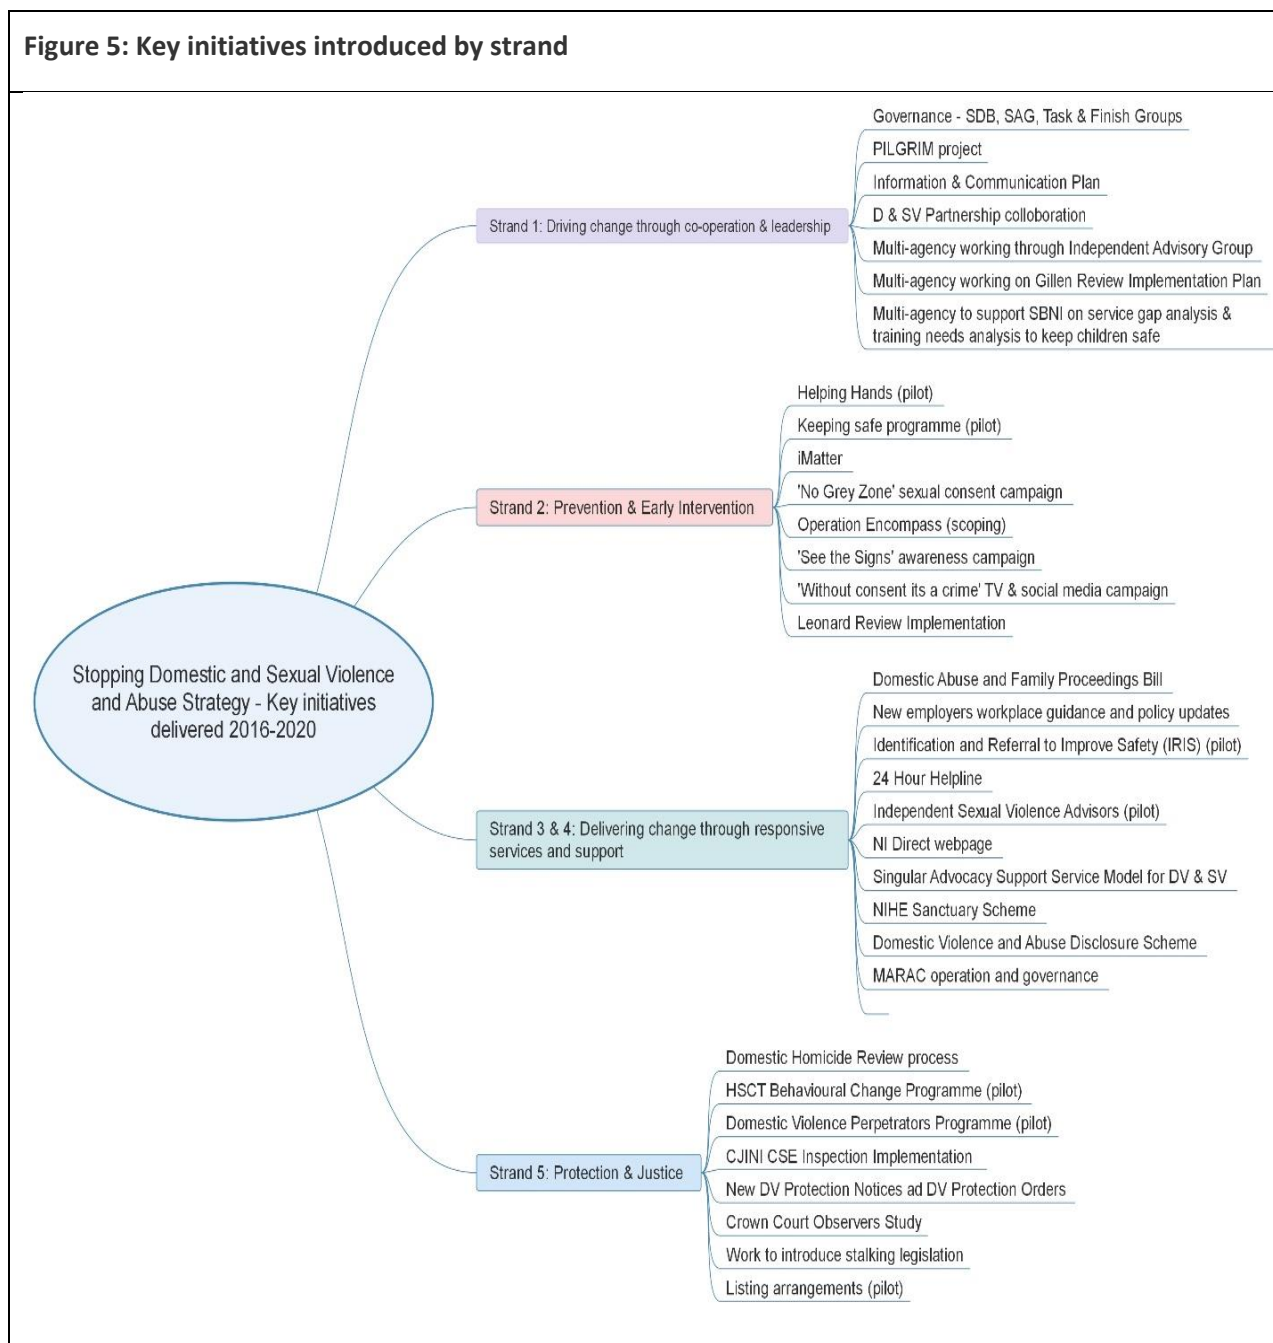 Figure 5: Key initiatives introduced by strand
Stopping Domestic and Sexual Violence
and Abuse Strategy - Key initiatives
delivered 2016-2020
Strand 1: Driving change through co-operation & leadership
Governance - SDB, SAG, Task & Finish Groups
PILGRIM project
Information & Communication Plan
D & SV Partnership colloboration
Multi-agency working through Independent Advisory Group
Multi-agency working on Gillen Review Implementation Plan
Multi-agency to support SBNI on service gap analysis &
training needs analysis to keep children safe
Strand 2: Prevention & Early Intervention
Helping Hands (pilot)
Keeping safe programme (pilot)
iMatter
'No Grey Zone' sexual consent campaign
Operation Encompass (scoping)
'See the Signs' awareness campaign
'Without consent its a crime' TV & social media campaign
Leonard Review Implementation
Strand 3 & 4: Delivering change through responsive
services and support
Domestic Abuse and Family Proceedings Bill
New employers workplace guidance and policy updates
Identification and Referral to Improve Safety (IRIS) (pilot)
24 Hour Helpline
Independent Sexual Violence Advisors (pilot)
NI Direct webpage
Singular Advocacy Support Service Model for DV & SV
NIHE Sanctuary Scheme
Domestic Violence and Abuse Disclosure Scheme
MARAC operation and governance
Strand 5: Protection & Justice
Domestic Homicide Review process
HSCT Behavioural Change Programme (pilot)
Domestic Violence Perpetrators Programme (pilot)
CJINI CSE Inspection Implementation
New DV Protection Notices ad DV Protection Orders
Crown Court Observers Study
Work to introduce stalking legislation
Listing arrangements (pilot)